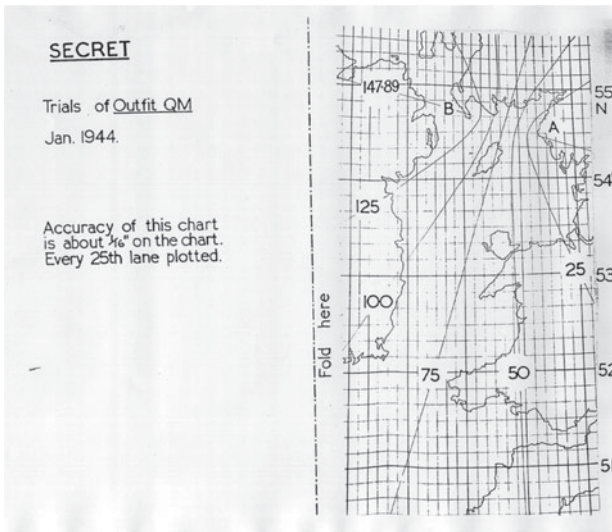 SECRET
Trials of Outfit QM
Jan. 1944.
Accuracy of this chart
is about 1/16" on the chart.
Every 25th lane plotted.
Fold here
147·89
B
A
55
N
54
125
25
53
100
75
50
52
51